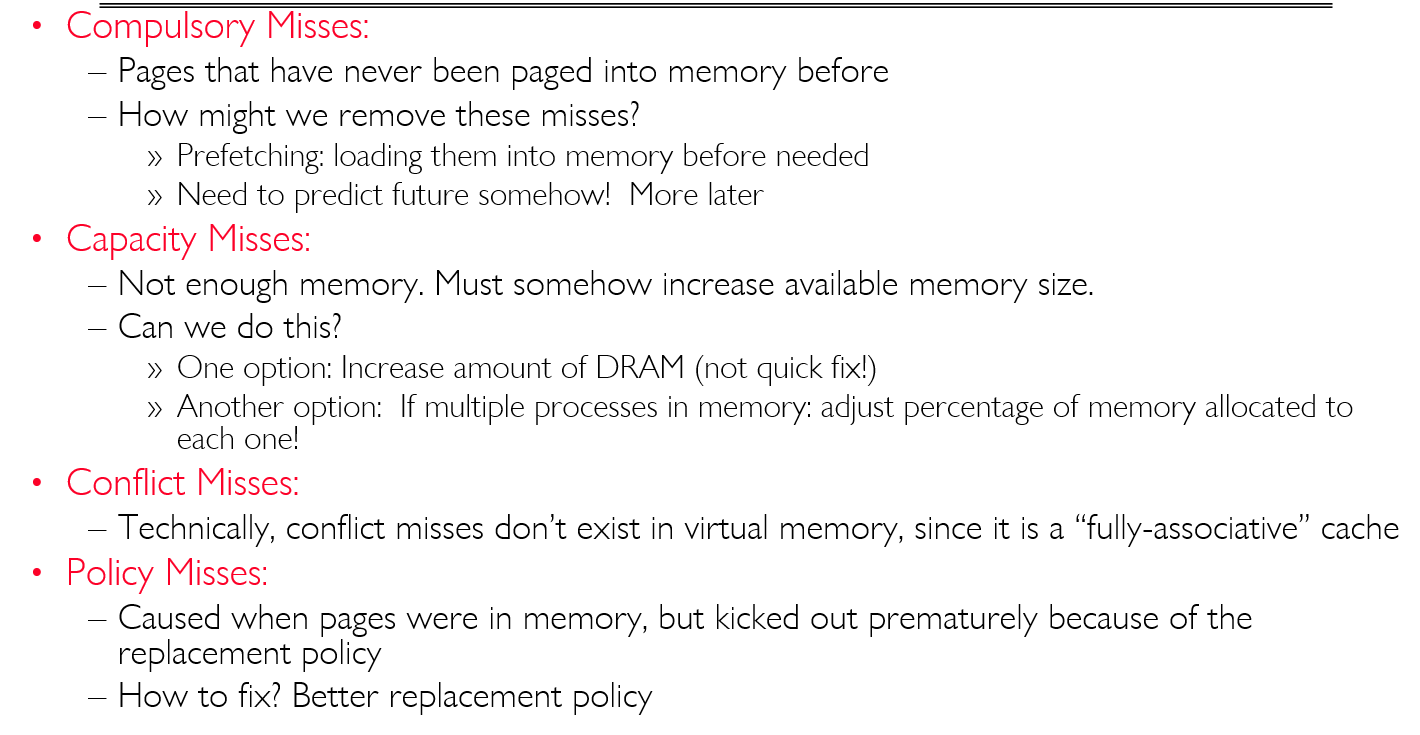 • Compulsory Misses:
– Pages that have never been paged into memory before
– How might we remove these misses?
» Prefetching: loading them into memory before needed
» Need to predict future somehow!  More later
• Capacity Misses:
– Not enough memory. Must somehow increase available memory size.
– Can we do this?
» One option: Increase amount of DRAM (not quick fix!)
» Another option:  If multiple processes in memory: adjust percentage of memory allocated to
each one!
• Conflict Misses:
– Technically, conflict misses don’t exist in virtual memory, since it is a “fully-associative” cache
• Policy Misses:
– Caused when pages were in memory, but kicked out prematurely because of the
replacement policy
– How to fix? Better replacement policy